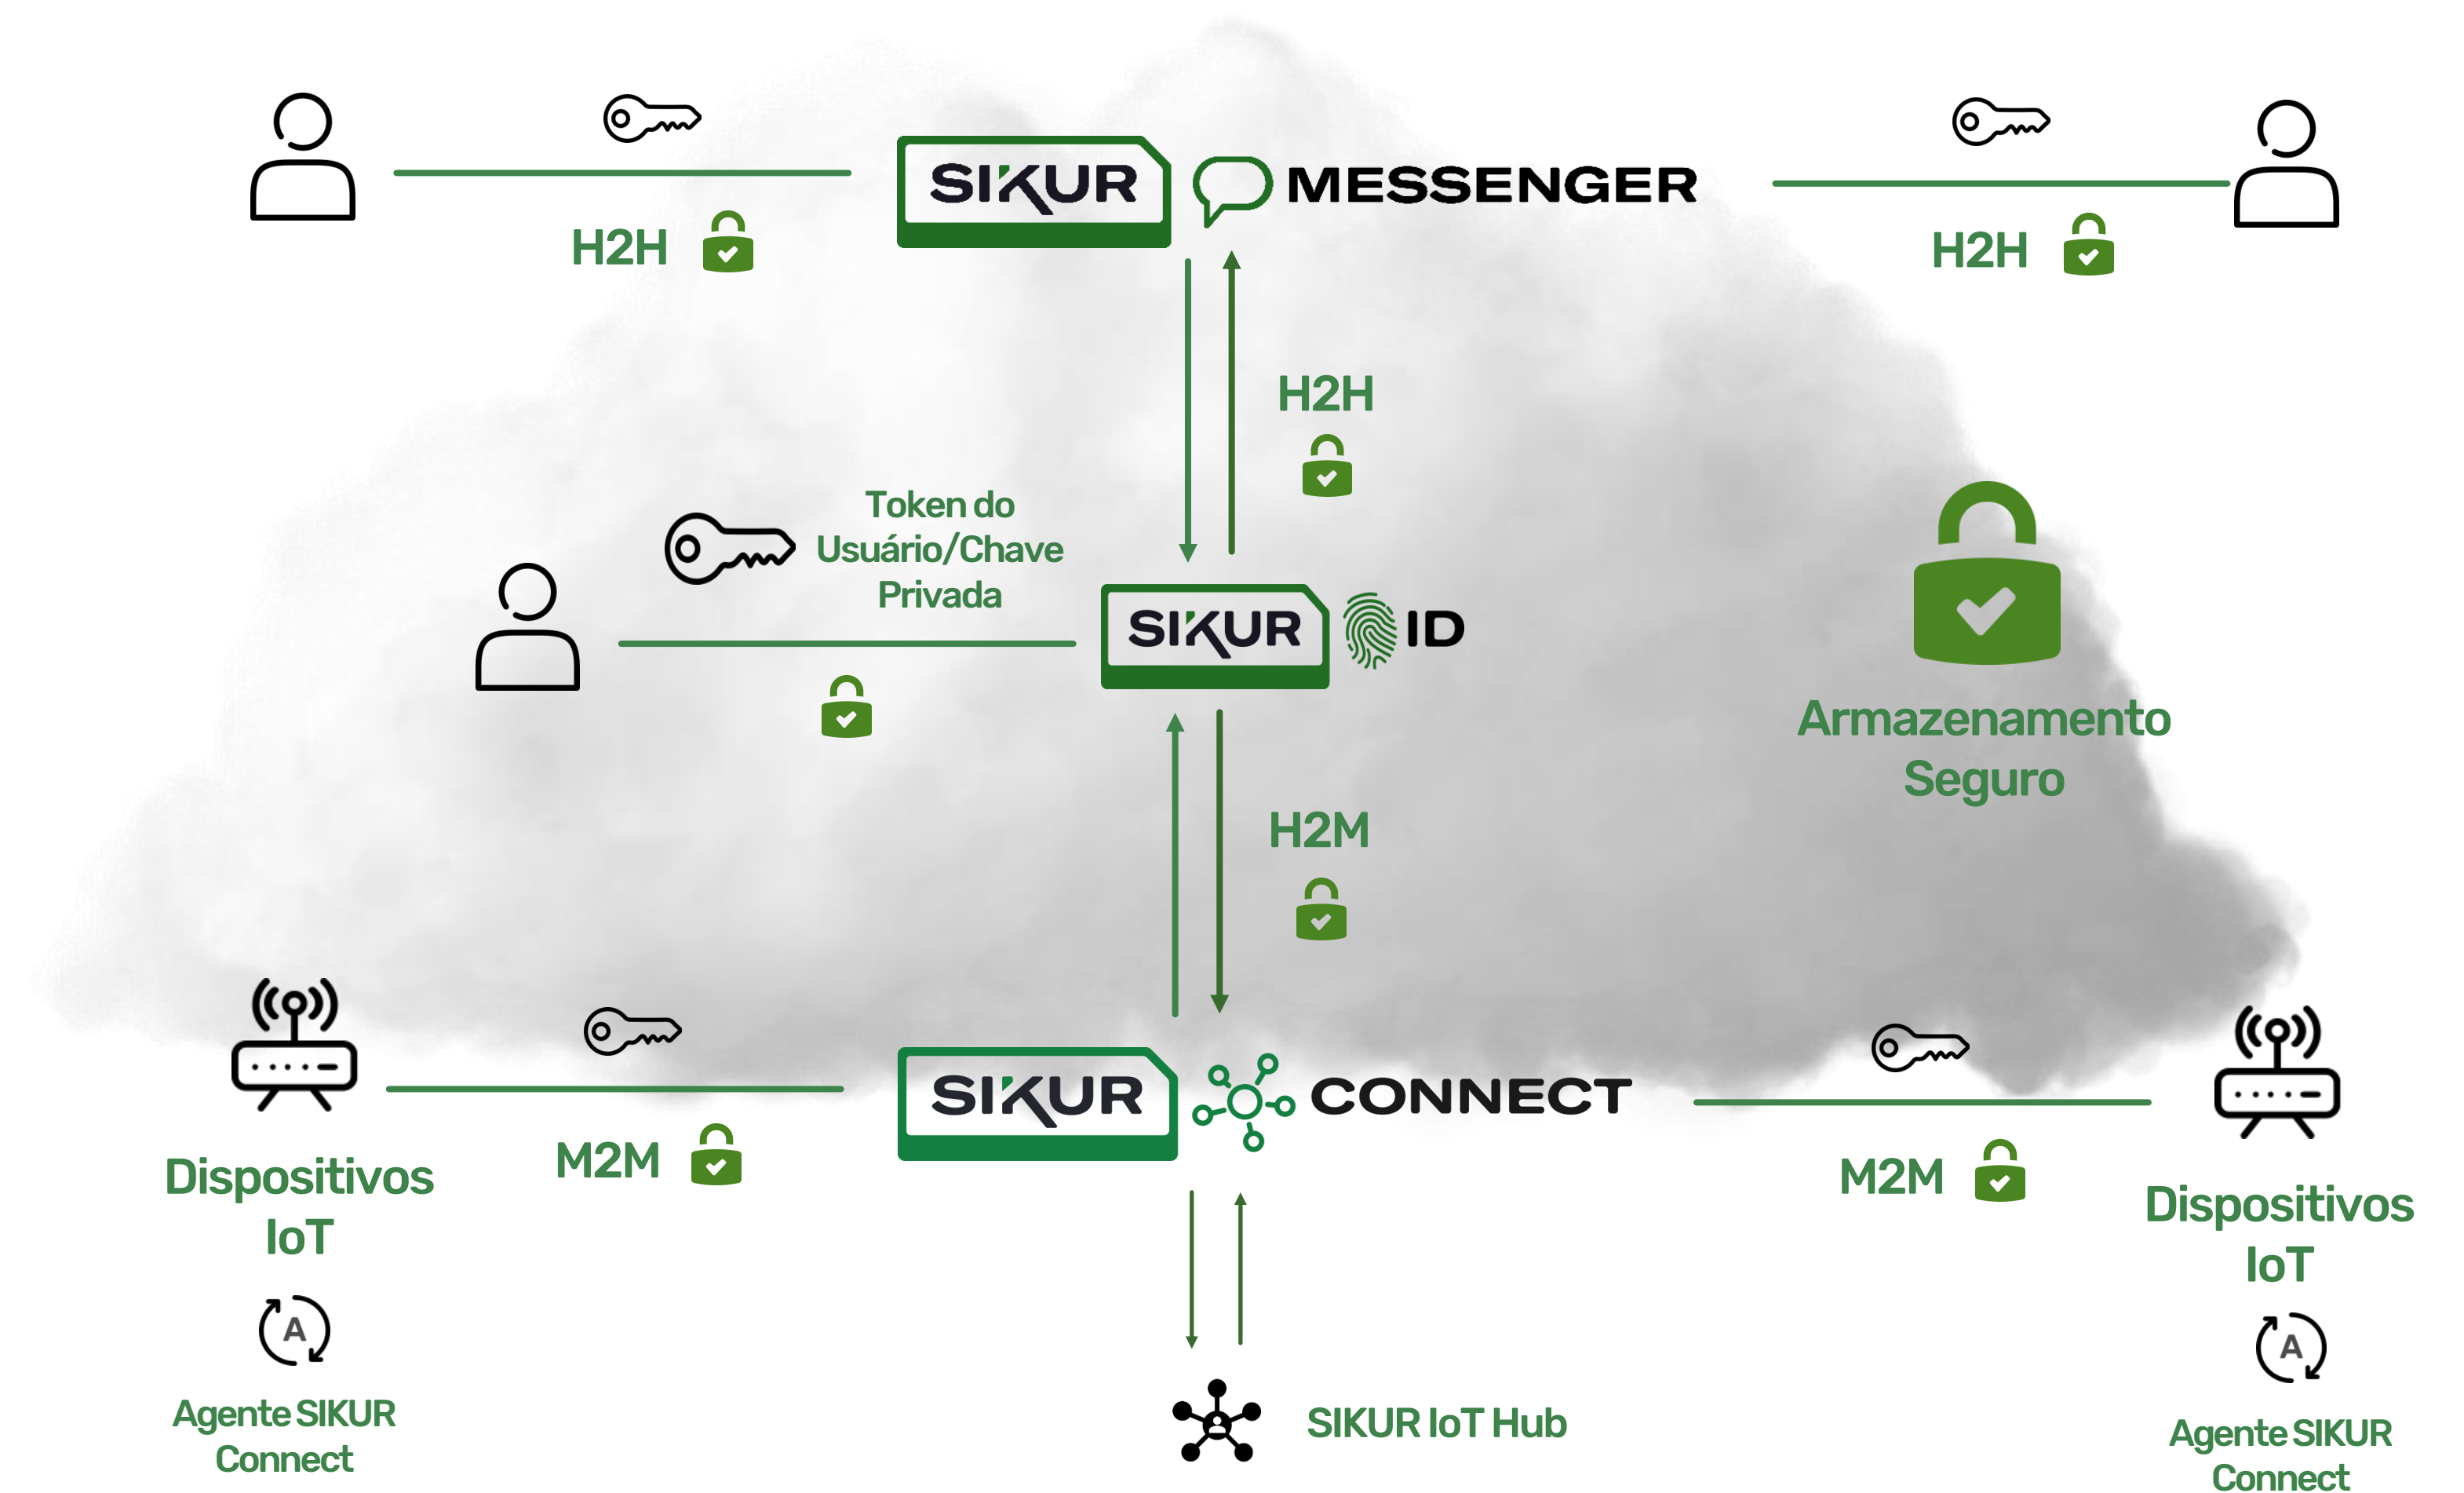 SIKUR MESSENGER
H2H
H2H
H2H
Token do
Usuário/Chave
Privada
SIKUR ID
Armazenamento
Seguro
H2M
SIKUR CONNECT
M2M
M2M
Dispositivos
IoT
Dispositivos
IoT
A
A
Agente SIKUR
Connect
SIKUR IoT Hub
Agente SIKUR
Connect